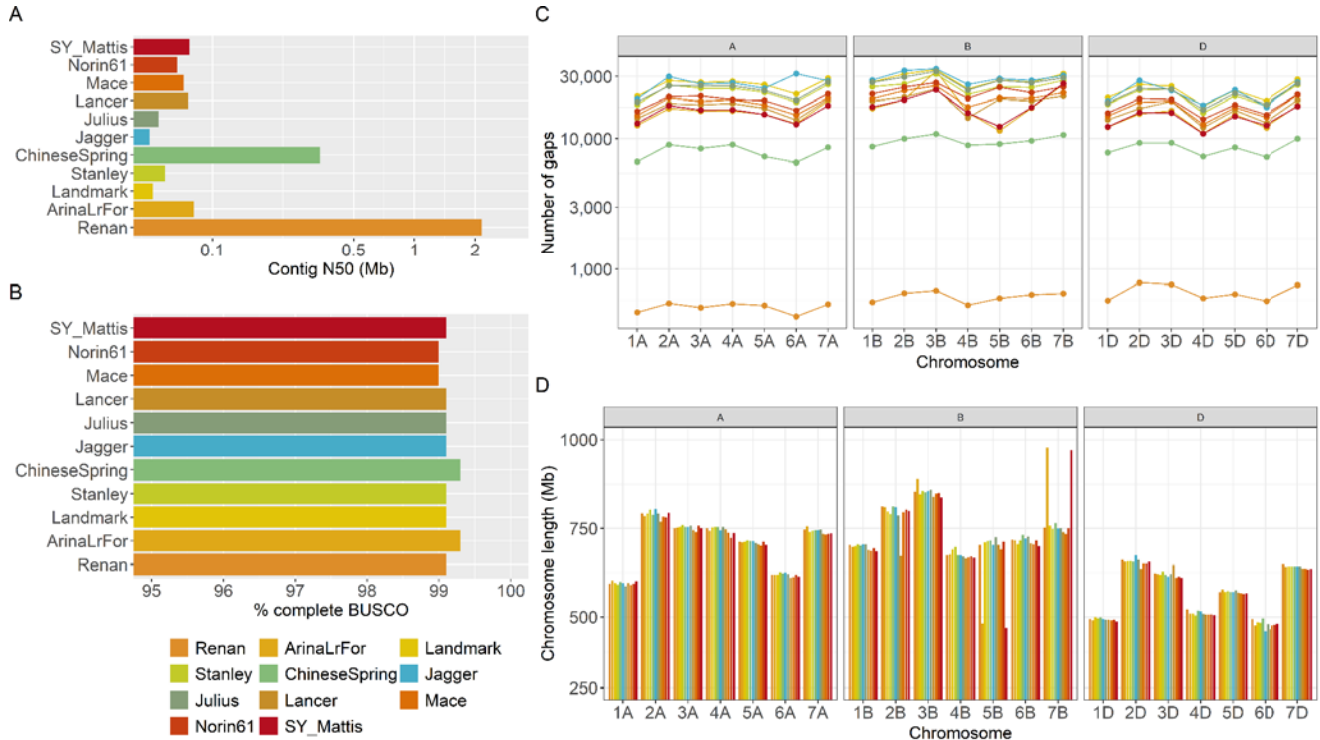 A
SY_Mattis
Norin61
Mace
Lancer
Julius
Jagger
ChineseSpring
Stanley
Landmark
ArinaLrFor
Renan
0.1 0.5 1 2
Contig N50 (Mb)
B
SY_Mattis
Norin61
Mace
Lancer
Julius
Jagger
ChineseSpring
Stanley
Landmark
ArinaLrFor
Renan
95 96 97 98 99 100
% complete BUSCO
Renan ArinaLrFor Landmark
Stanley ChineseSpring Jagger
Julius Lancer Mace
Norin61 SY_Mattis
C
A B D
Number of gaps
30,000
10,000
3,000
1,000
1A 2A 3A 4A 5A 6A 7A 1B 2B 3B 4B 5B 6B 7B 1D 2D 3D 4D 5D 6D 7D
Chromosome
D
A B D
Chromosome length (Mb)
1000
750
500
250
1A 2A 3A 4A 5A 6A 7A 1B 2B 3B 4B 5B 6B 7B 1D 2D 3D 4D 5D 6D 7D
Chromosome